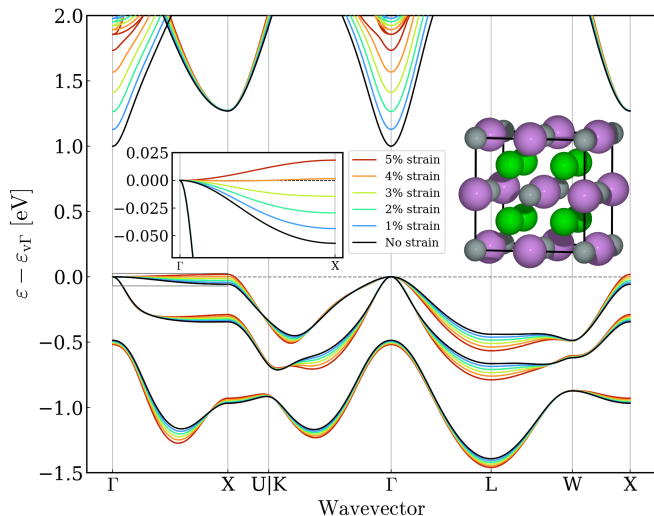 2.0
1.5
1.0
0.5
0.0
−0.5
−1.0
−1.5
ε − εvΓ [eV]
0.025
0.000
−0.025
−0.050
Γ X
5% strain
4% strain
3% strain
2% strain
1% strain
No strain
Γ X U|K Γ L W X
Wavevector